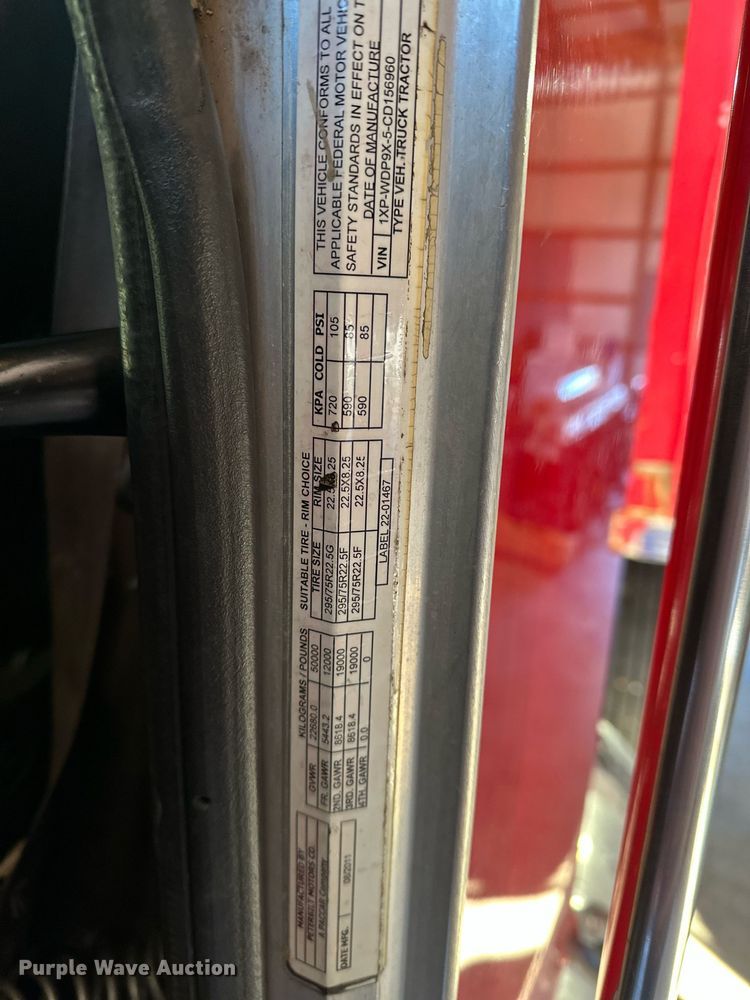 MANUFACTURED BY
PETERBILT MOTORS CO.
A PACCAR Company
DATE MFG. 06/2011
KILOGRAMS / POUNDS
GVWR 22680.0 50000
FR. GAWR 5443.2 12000
2ND. GAWR 8618.4 19000
3RD. GAWR 8618.4 19000
4TH. GAWR 0.0 0
SUITABLE TIRE - RIM CHOICE
TIRE SIZE RIM SIZE
295/75R22.5G 22.5X8.25
295/75R22.5F 22.5X8.25
295/75R22.5F 22.5X8.25
LABEL 22-01467
KPA COLD PSI
720 105
590 85
590 85
THIS VEHICLE CONFORMS TO ALL
APPLICABLE FEDERAL MOTOR VEHIC
SAFETY STANDARDS IN EFFECT ON T
DATE OF MANUFACTURE
VIN 1XP-WDP9X-5-CD156960
TYPE VEH. TRUCK TRACTOR
Purple Wave Auction